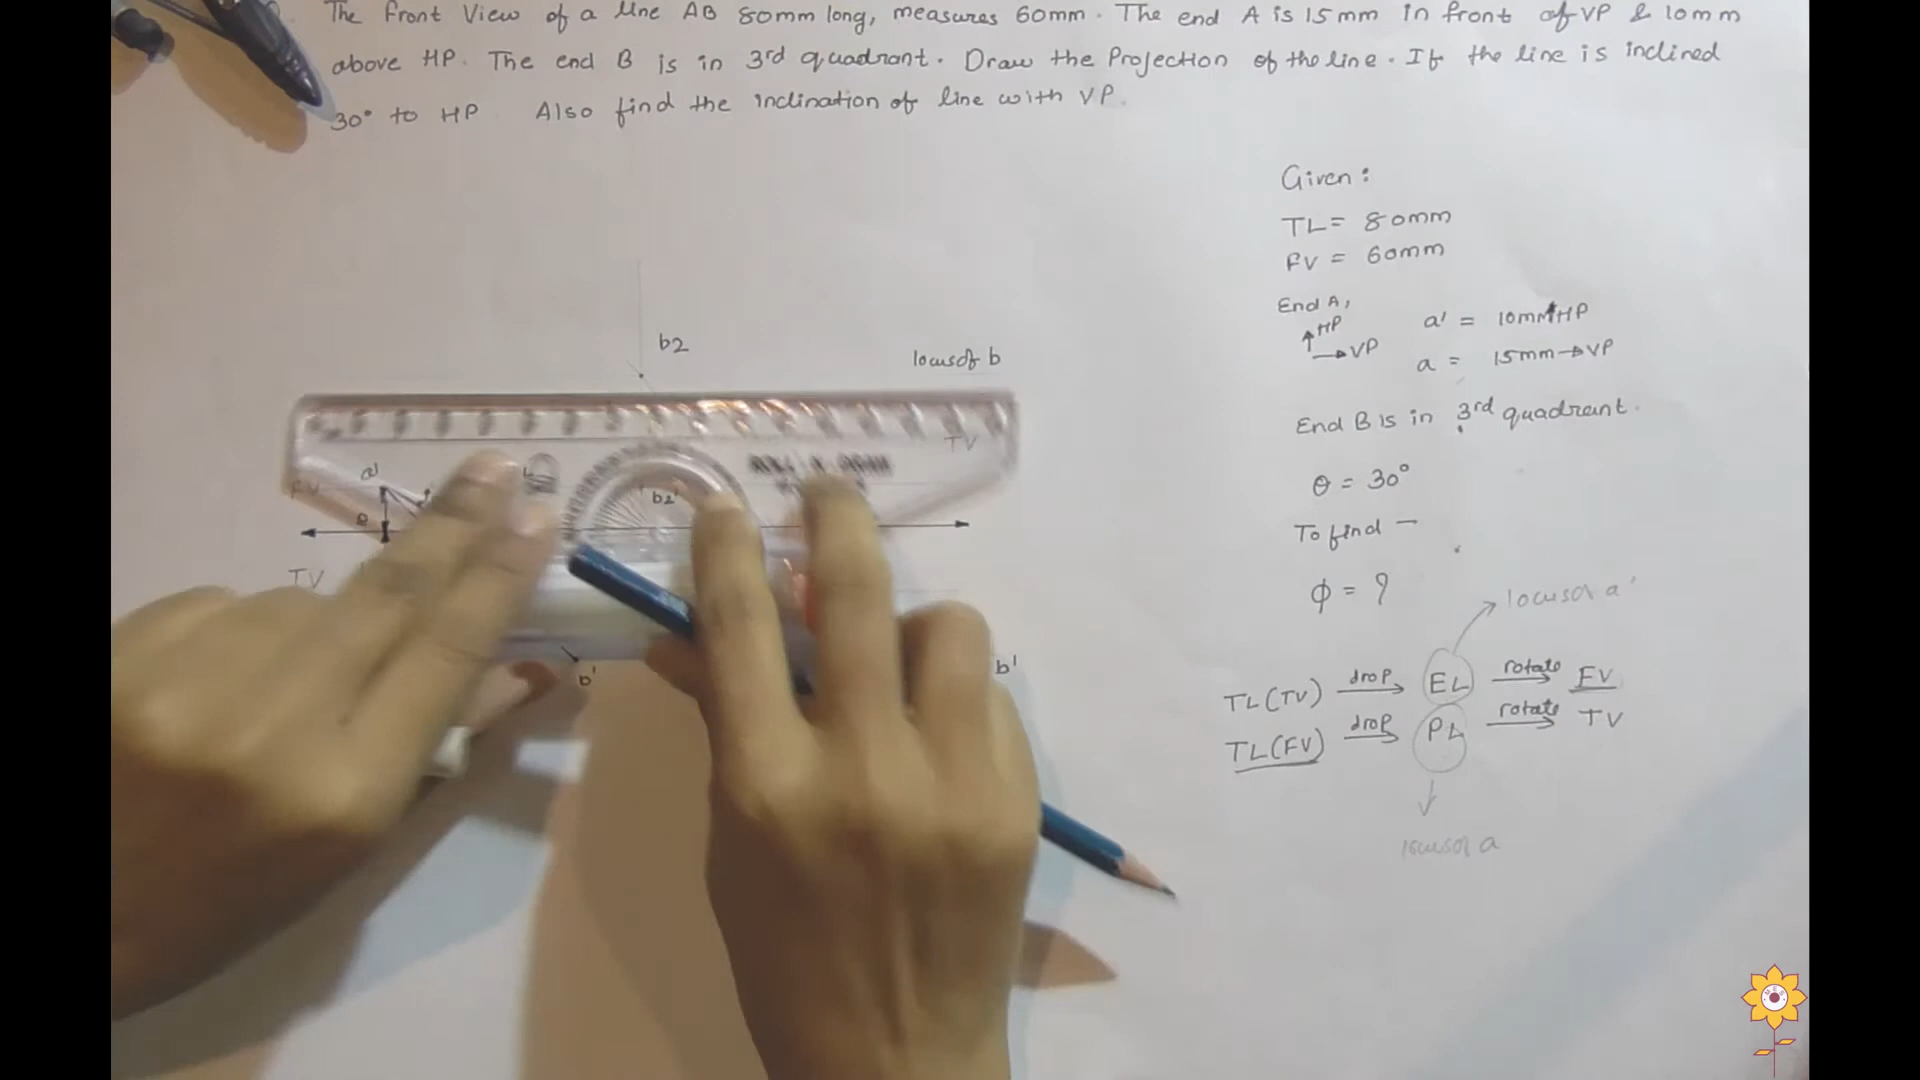 The Front View of a line AB 80mm long, measures 60mm. The end A is 15mm in front of VP & 10mm
above HP. The end B is in 3rd quadrant. Draw the Projection of the line. If the line is inclined
30° to HP Also find the inclination of line with VP.
Given:
TL = 80mm
FV = 60mm
End A,
↑HP
→VP
a' = 10mm↑HP
a = 15mm→VP
End B is in 3rd quadrant.
θ = 30°
To find -
ϕ = ?
locus of a'
TL(TV) drop→ EL rotate→ FV
TL(FV) drop→ PL rotate→ TV
locus of a
b2
locus of b
TV
a'
FV
b2'
TV
b'
b'